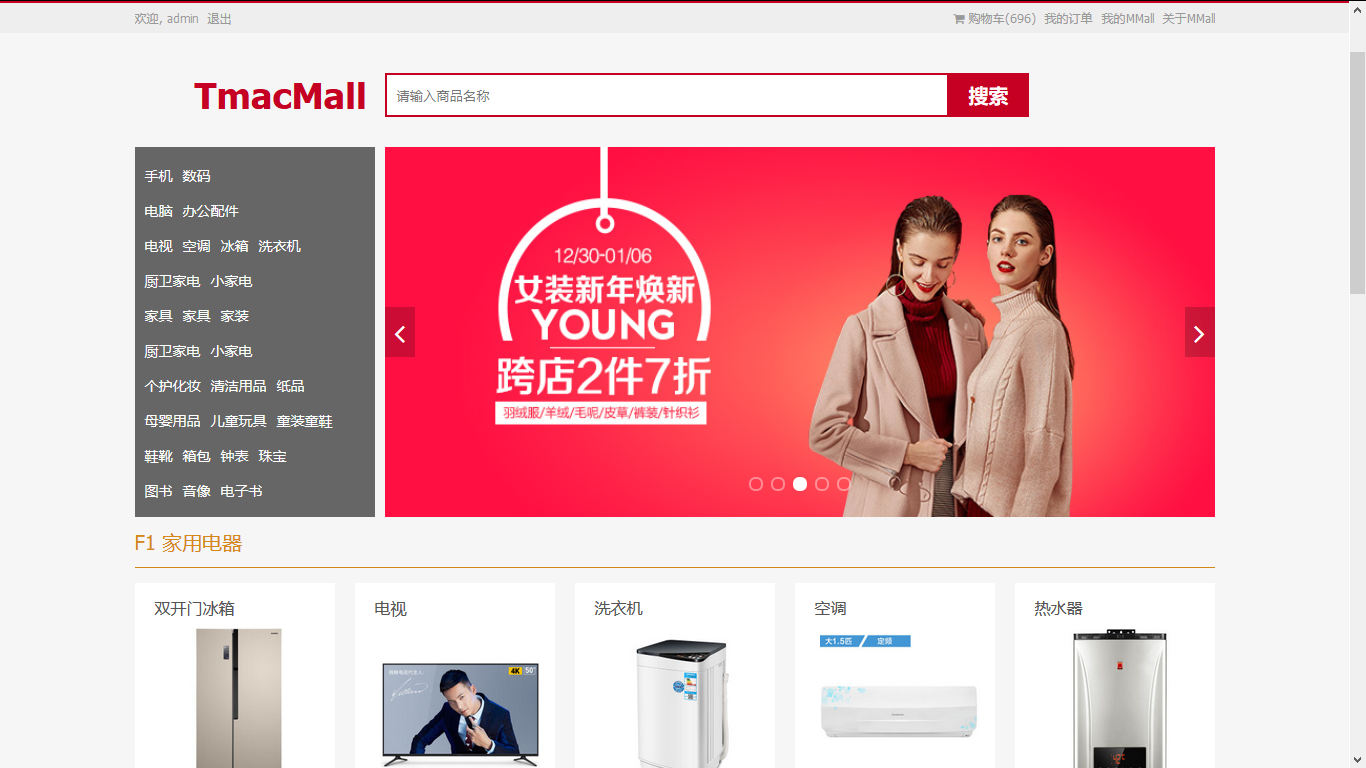 欢迎, admin 退出
购物车(696) 我的订单 我的MMall 关于MMall
TmacMall
请输入商品名称
搜索
手机 数码
电脑 办公配件
电视 空调 冰箱 洗衣机
厨卫家电 小家电
家具 家具 家装
厨卫家电 小家电
个护化妆 清洁用品 纸品
母婴用品 儿童玩具 童装童鞋
鞋靴 箱包 钟表 珠宝
图书 音像 电子书
12/30-01/06
女装新年焕新
YOUNG
跨店2件7折
羽绒服/羊绒/毛呢/皮草/裤装/针织衫
F1 家用电器
双开门冰箱
电视
4K 50"
洗衣机
空调
大1.5匹 定频
热水器